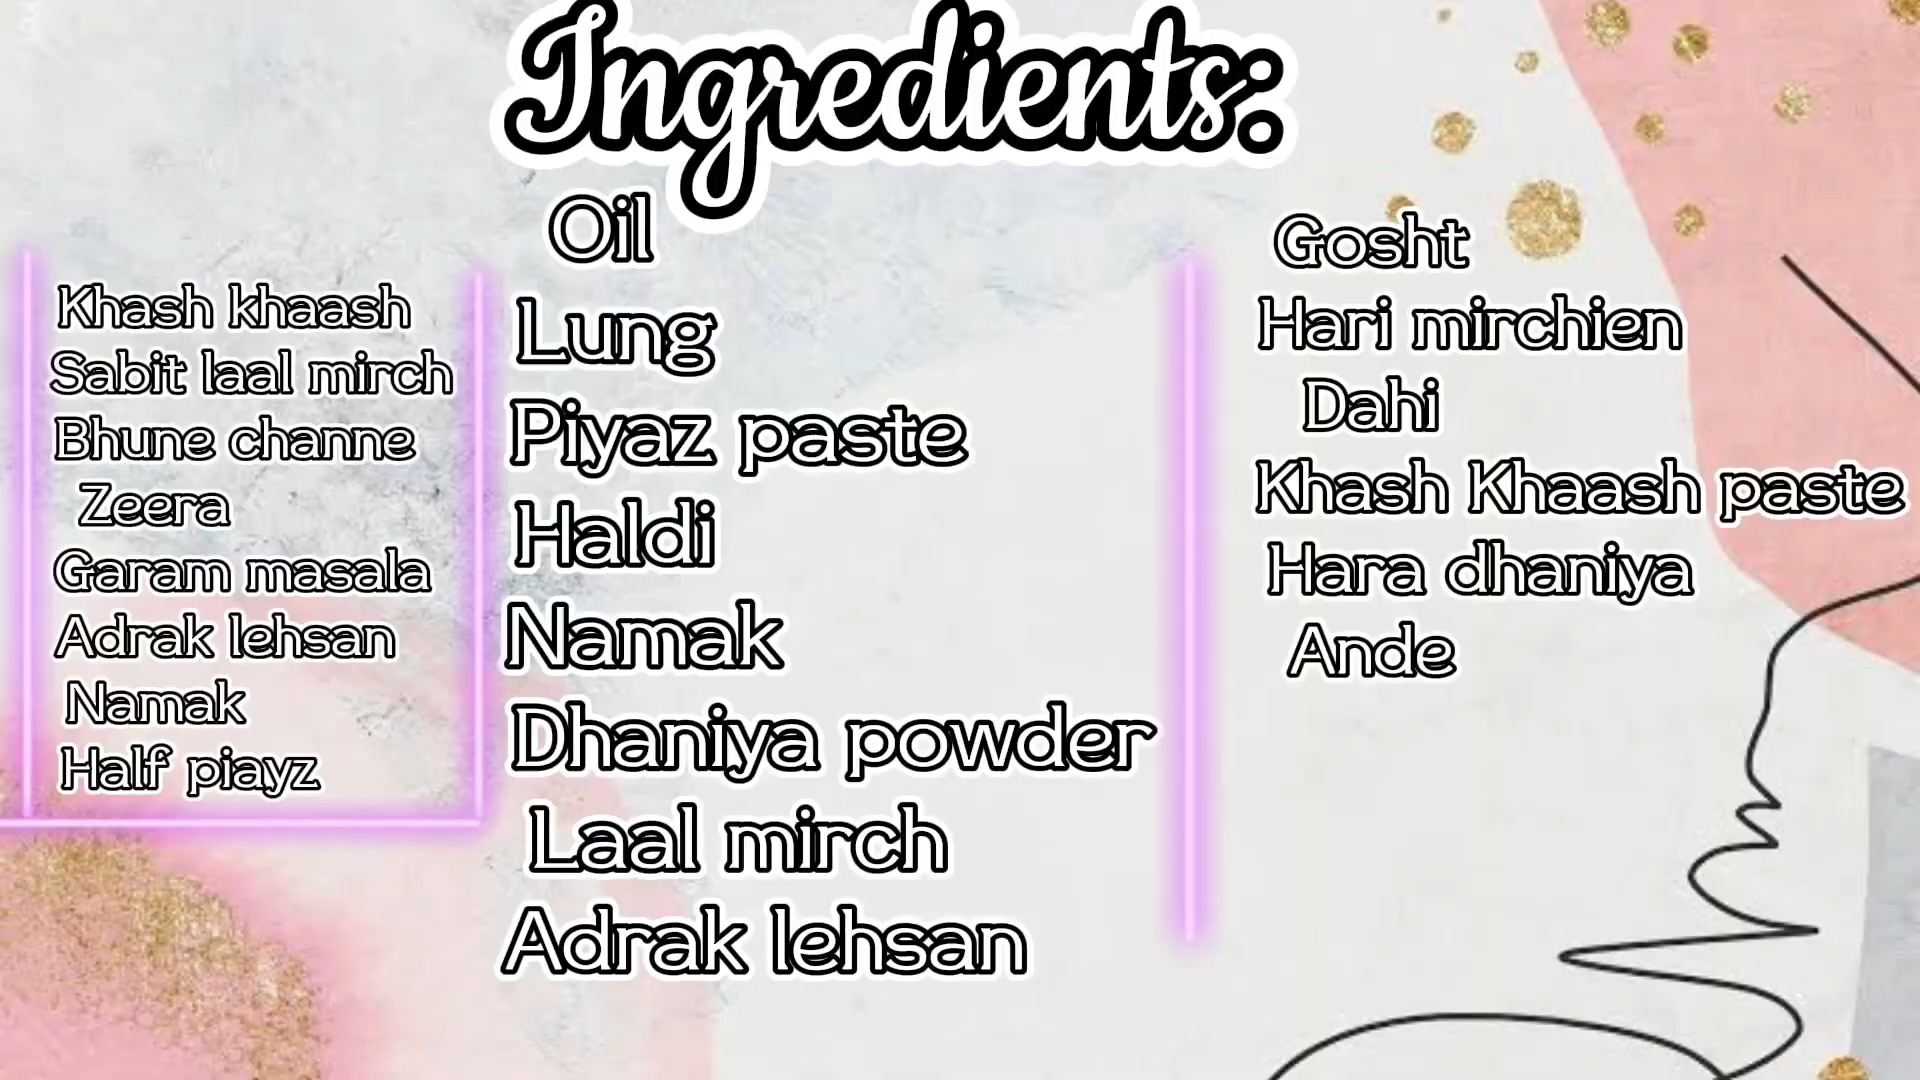 Ingredients:
Khash khaash
Sabit laal mirch
Bhune channe
Zeera
Garam masala
Adrak lehsan
Namak
Half piayz
Oil
Lung
Piyaz paste
Haldi
Namak
Dhaniya powder
Laal mirch
Adrak lehsan
Gosht
Hari mirchien
Dahi
Khash Khaash paste
Hara dhaniya
Ande